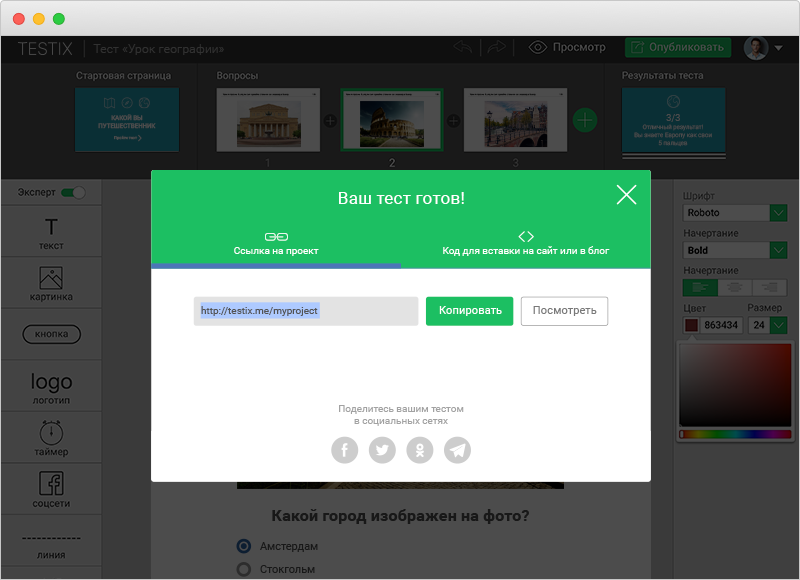 TESTIX
Тест «Урок географии»
Просмотр
Опубликовать
Стартовая страница
Вопросы
Результаты теста
КАКОЙ ВЫ
ПУТЕШЕСТВЕННИК
3/3
Отличный результат!
Вы знаете Европу как свои
5 пальцев
1
2
3
Эксперт
Ваш тест готов!
Ссылка на проект
Код для вставки на сайт или в блог
http://testix.me/myproject
Копировать
Посмотреть
Поделитесь вашим тестом
в социальных сетях
T
текст
картинка
кнопка
logo
логотип
таймер
соцсети
линия
Шрифт
Roboto
Начертание
Bold
Начертание
Цвет
Размер
863434
24
Какой город изображен на фото?
Амстердам
Стокгольм